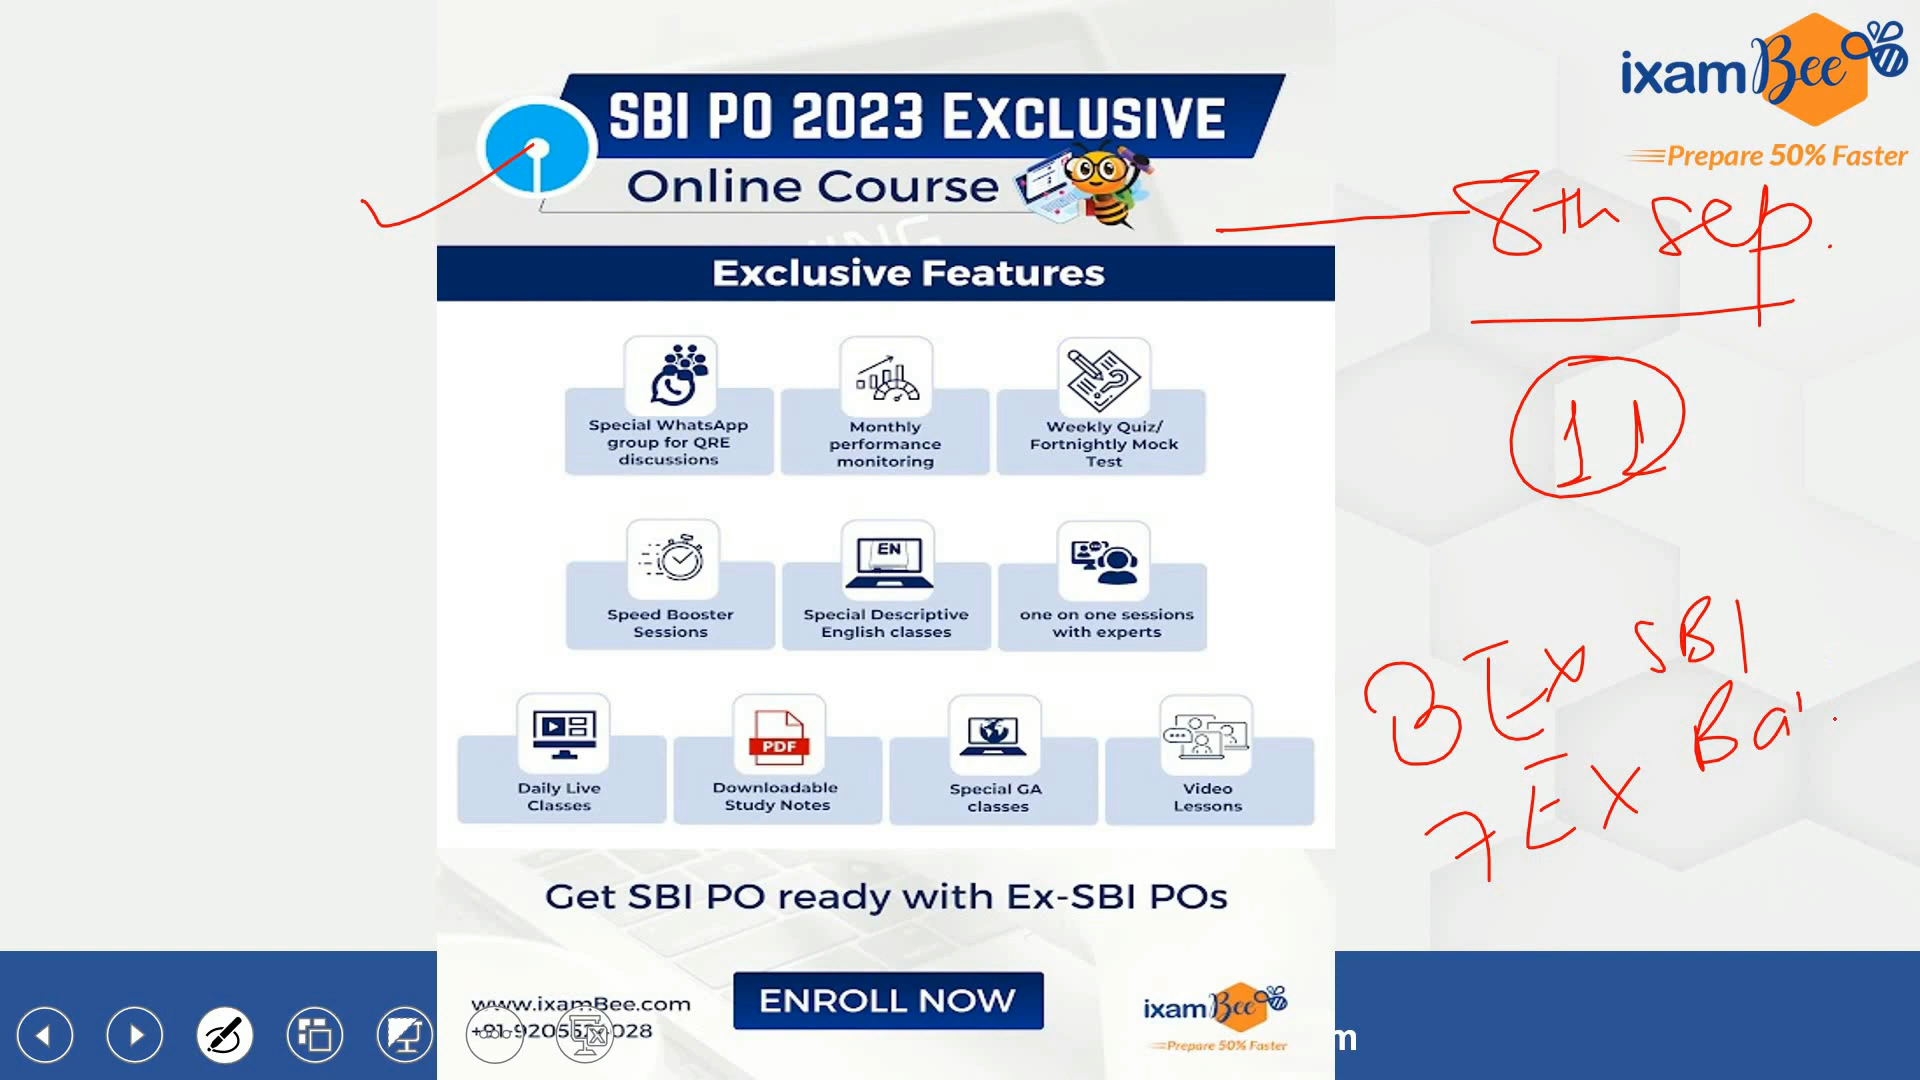 ixamBee
Prepare 50% Faster
SBI PO 2023 EXCLUSIVE
Online Course
8th sep.
Exclusive Features
11
Special WhatsApp
group for QRE
discussions
Monthly
performance
monitoring
Weekly Quiz/
Fortnightly Mock
Test
EN
Speed Booster
Sessions
Special Descriptive
English classes
one on one sessions
with experts
3 Ex SBI
7 Ex Ba
PDF
Daily Live
Classes
Downloadable
Study Notes
Special GA
classes
Video
Lessons
Get SBI PO ready with Ex-SBI POs
www.ixamBee.com
ENROLL NOW
ixamBee
Prepare 50% Faster